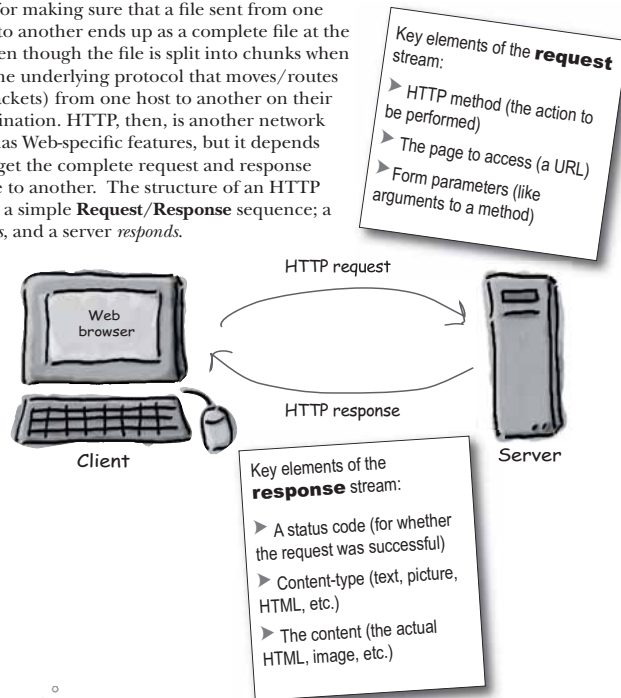 for making sure that a file sent from one
to another ends up as a complete file at the
en though the file is split into chunks when
ne underlying protocol that moves/routes
ackets) from one host to another on their
ination. HTTP, then, is another network
as Web-specific features, but it depends
get the complete request and response
e to another. The structure of an HTTP
a simple Request/Response sequence; a
s, and a server responds.
Key elements of the request
stream:
➤ HTTP method (the action to
be performed)
➤ The page to access (a URL)
➤ Form parameters (like
arguments to a method)
HTTP request
Web
browser
HTTP response
Client
Server
Key elements of the
response stream:
➤ A status code (for whether
the request was successful)
➤ Content-type (text, picture,
HTML, etc.)
➤ The content (the actual
HTML, image, etc.)